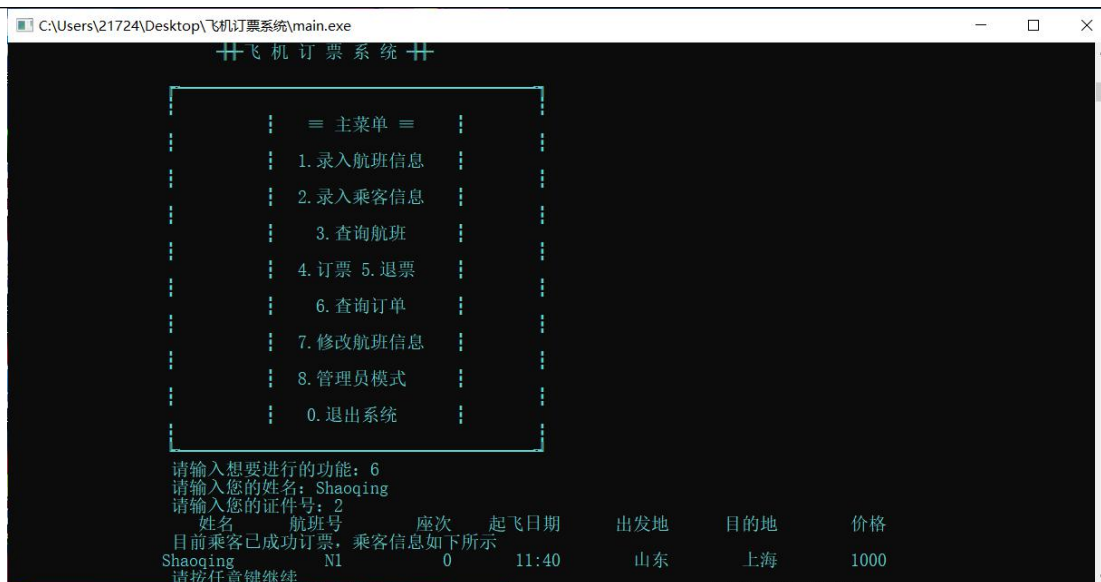 C:\Users\21724\Desktop\飞机订票系统\main.exe
飞 机 订 票 系 统
≡ 主菜单 ≡
1.录入航班信息
2.录入乘客信息
3.查询航班
4.订票 5.退票
6.查询订单
7.修改航班信息
8.管理员模式
0.退出系统
请输入想要进行的功能: 6
请输入您的姓名: Shaoqing
请输入您的证件号: 2
姓名 航班号 座次 起飞日期 出发地 目的地 价格
目前乘客已成功订票，乘客信息如下所示
Shaoqing N1 0 11:40 山东 上海 1000
请按任意键继续